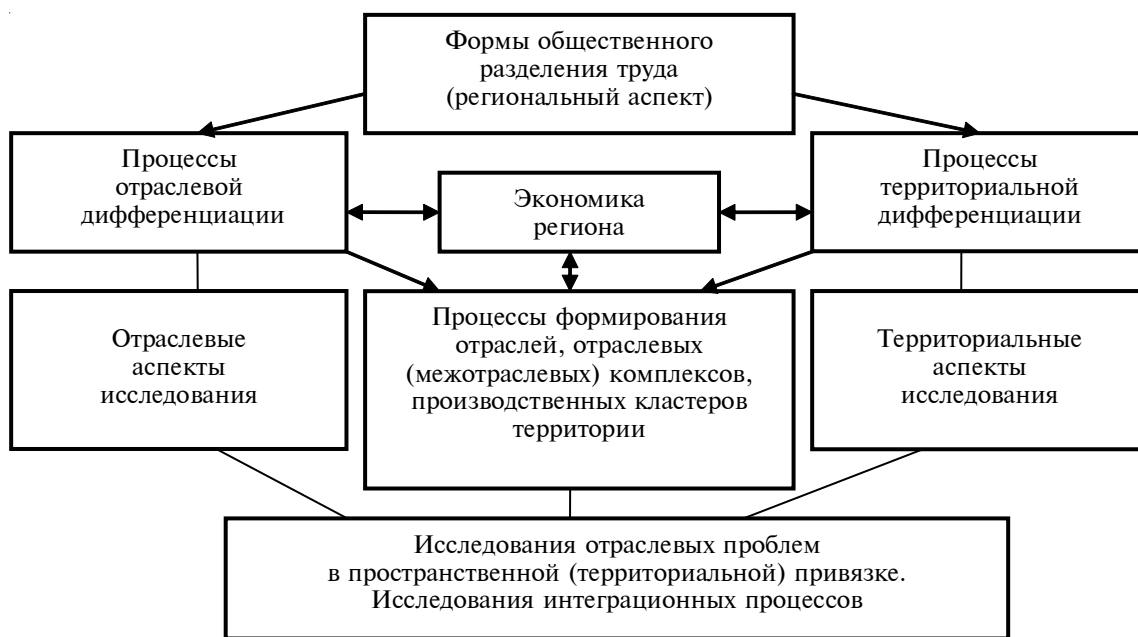 Формы общественного
разделения труда
(региональный аспект)
Процессы
отраслевой
дифференциации
Экономика
региона
Процессы
территориальной
дифференциации
Отраслевые
аспекты
исследования
Процессы формирования
отраслей, отраслевых
(межотраслевых) комплексов,
производственных кластеров
территории
Территориальные
аспекты
исследования
Исследования отраслевых проблем
в пространственной (территориальной) привязке.
Исследования интеграционных процессов